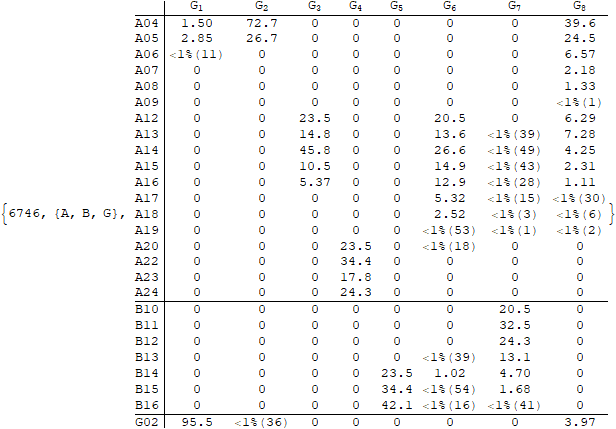 G1 G2 G3 G4 G5 G6 G7 G8
A04 1.50 72.7 0 0 0 0 0 39.6
A05 2.85 26.7 0 0 0 0 0 24.5
A06 <1%(11) 0 0 0 0 0 0 6.57
A07 0 0 0 0 0 0 0 2.18
A08 0 0 0 0 0 0 0 1.33
A09 0 0 0 0 0 0 0 <1%(1)
A12 0 0 23.5 0 0 20.5 0 6.29
A13 0 0 14.8 0 0 13.6 <1%(39) 7.28
A14 0 0 45.8 0 0 26.6 <1%(49) 4.25
A15 0 0 10.5 0 0 14.9 <1%(43) 2.31
A16 0 0 5.37 0 0 12.9 <1%(28) 1.11
A17 0 0 0 0 0 5.32 <1%(15) <1%(30)
{6746, {A, B, G}, A18 0 0 0 0 0 2.52 <1%(3) <1%(6) }
A19 0 0 0 0 0 <1%(53) <1%(1) <1%(2)
A20 0 0 0 23.5 0 <1%(18) 0 0
A22 0 0 0 34.4 0 0 0 0
A23 0 0 0 17.8 0 0 0 0
A24 0 0 0 24.3 0 0 0 0
B10 0 0 0 0 0 0 20.5 0
B11 0 0 0 0 0 0 32.5 0
B12 0 0 0 0 0 0 24.3 0
B13 0 0 0 0 0 <1%(39) 13.1 0
B14 0 0 0 0 23.5 1.02 4.70 0
B15 0 0 0 0 34.4 <1%(54) 1.68 0
B16 0 0 0 0 42.1 <1%(16) <1%(41) 0
G02 95.5 <1%(36) 0 0 0 0 0 3.97